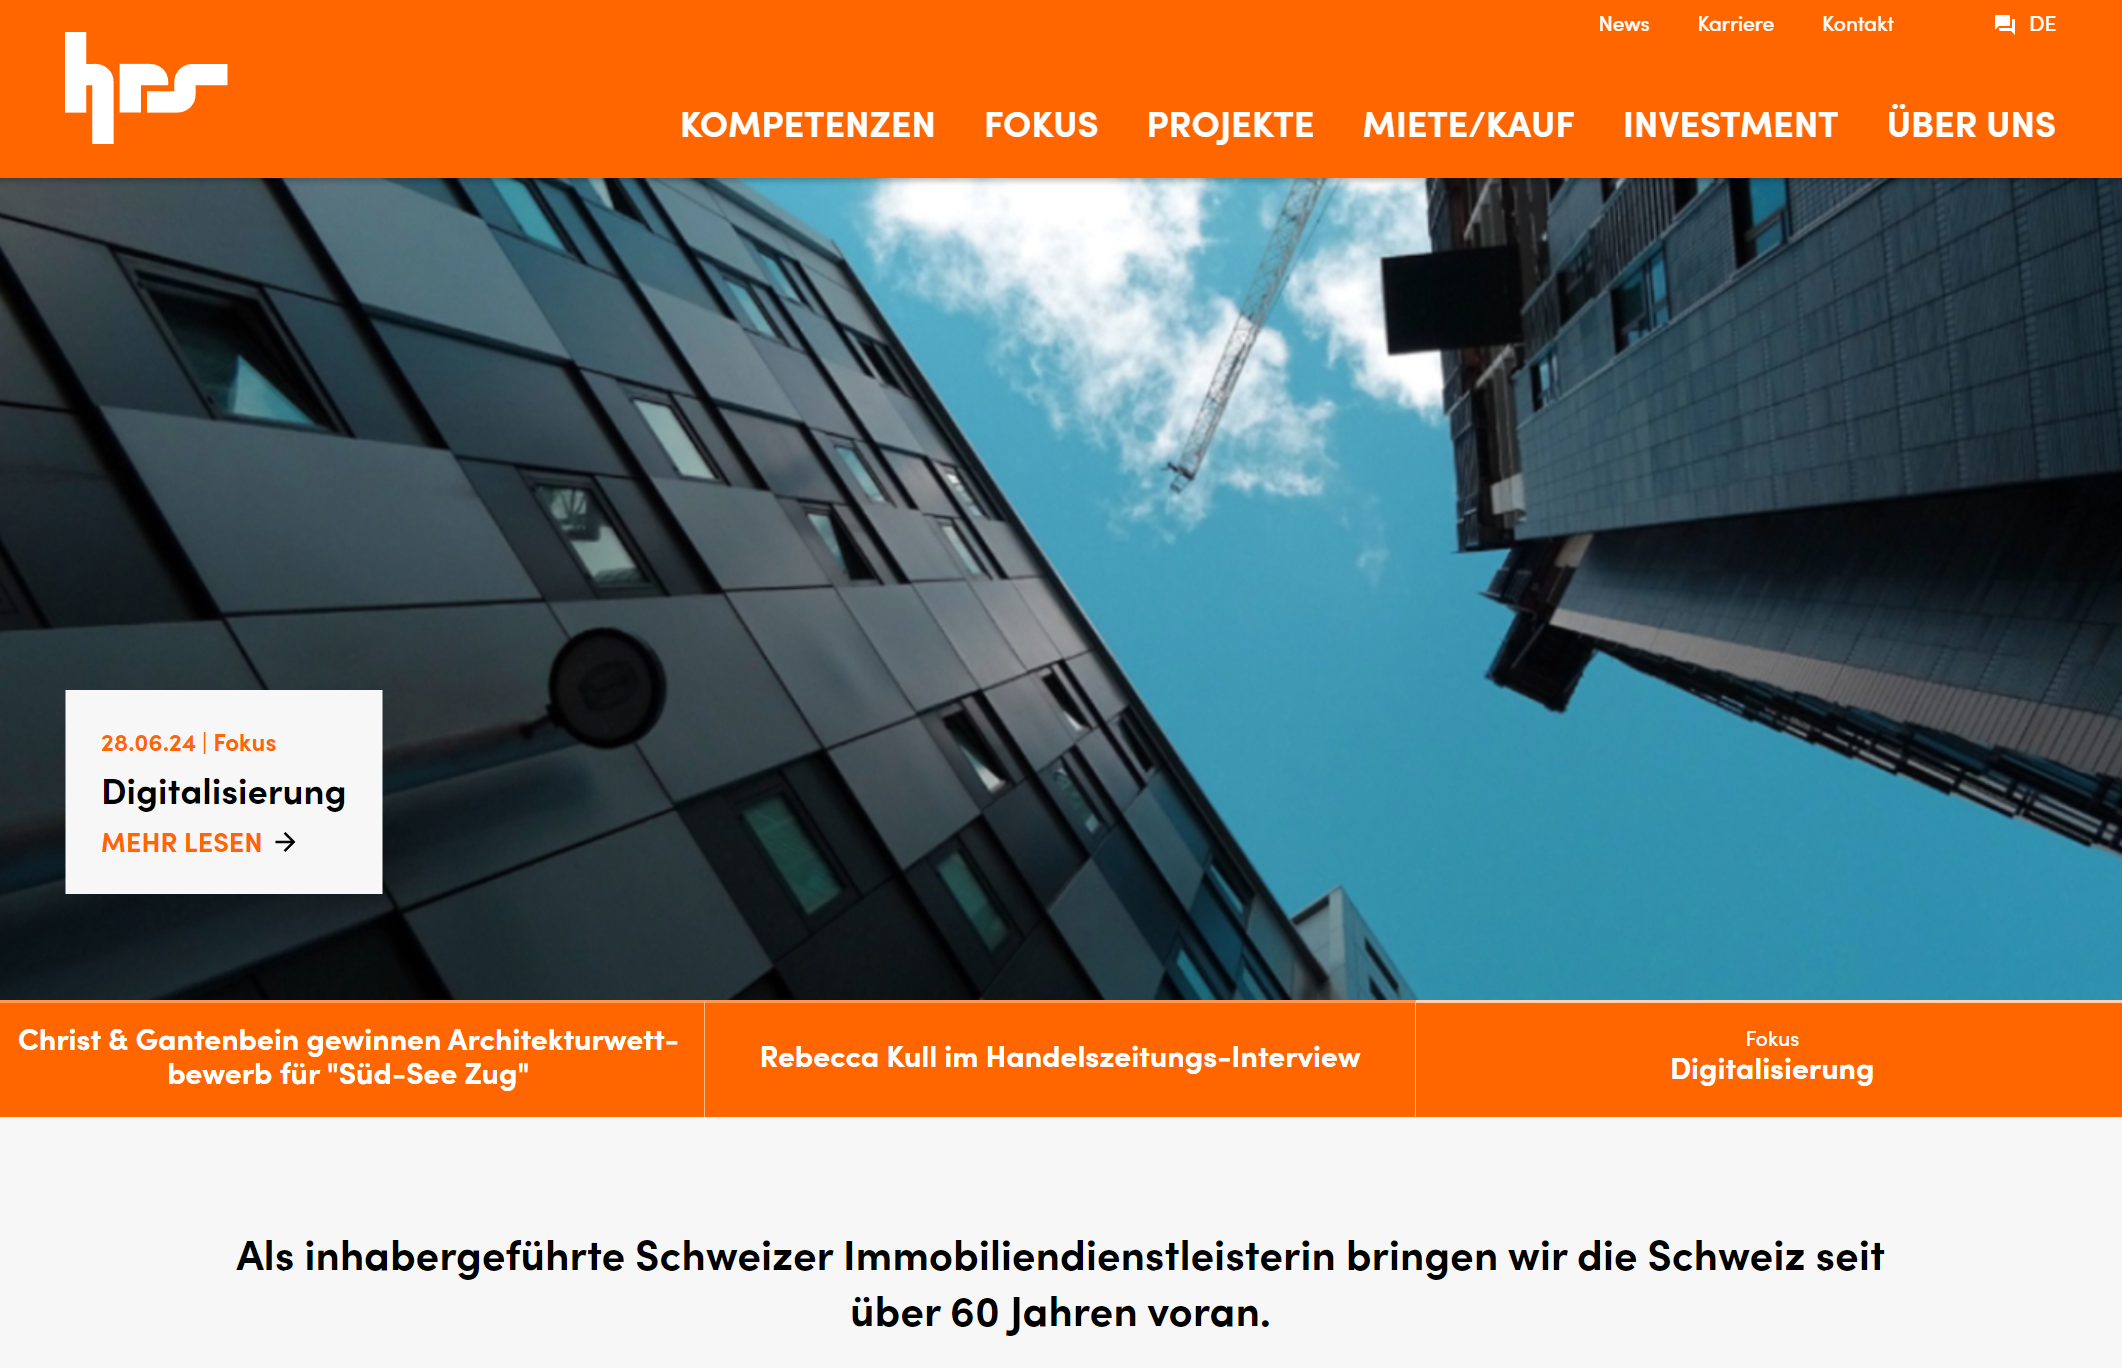 News Karriere Kontakt DE
hrs
KOMPETENZEN FOKUS PROJEKTE MIETE/KAUF INVESTMENT ÜBER UNS
28.06.24 | Fokus
Digitalisierung
MEHR LESEN
Christ & Gantenbein gewinnen Architekturwett-
bewerb für "Süd-See Zug"
Rebecca Kull im Handelszeitungs-Interview
Fokus
Digitalisierung
Als inhabergeführte Schweizer Immobiliendienstleisterin bringen wir die Schweiz seit
über 60 Jahren voran.